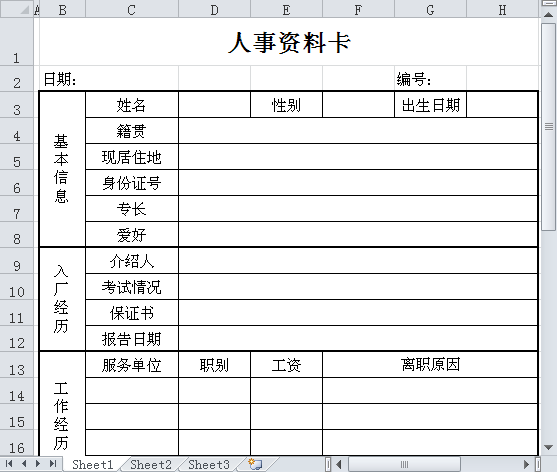 A B C D E F G H
1 人事资料卡
2 日期： 编号：
3 姓名 性别 出生日期
4 籍贯
5 现居住地
基本信息
6 身份证号
7 专长
8 爱好
9 介绍人
10 考试情况
入厂经历
11 保证书
12 报告日期
13 服务单位 职别 工资 离职原因
14
工作经历
15
16
Sheet1 Sheet2 Sheet3